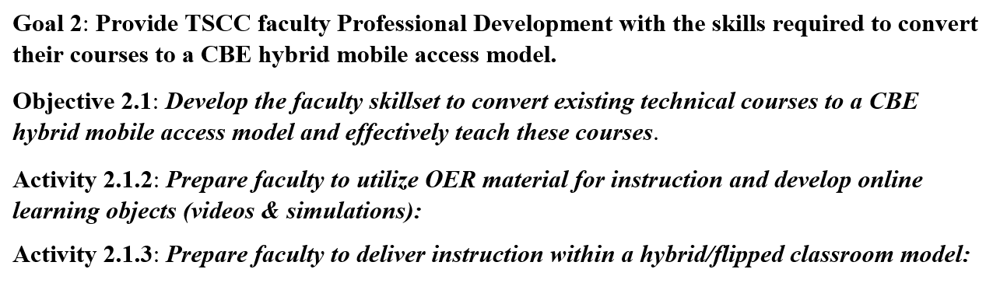 Goal 2: Provide TSCC faculty Professional Development with the skills required to convert
their courses to a CBE hybrid mobile access model.
Objective 2.1: Develop the faculty skillset to convert existing technical courses to a CBE
hybrid mobile access model and effectively teach these courses.
Activity 2.1.2: Prepare faculty to utilize OER material for instruction and develop online
learning objects (videos & simulations):
Activity 2.1.3: Prepare faculty to deliver instruction within a hybrid/flipped classroom model: